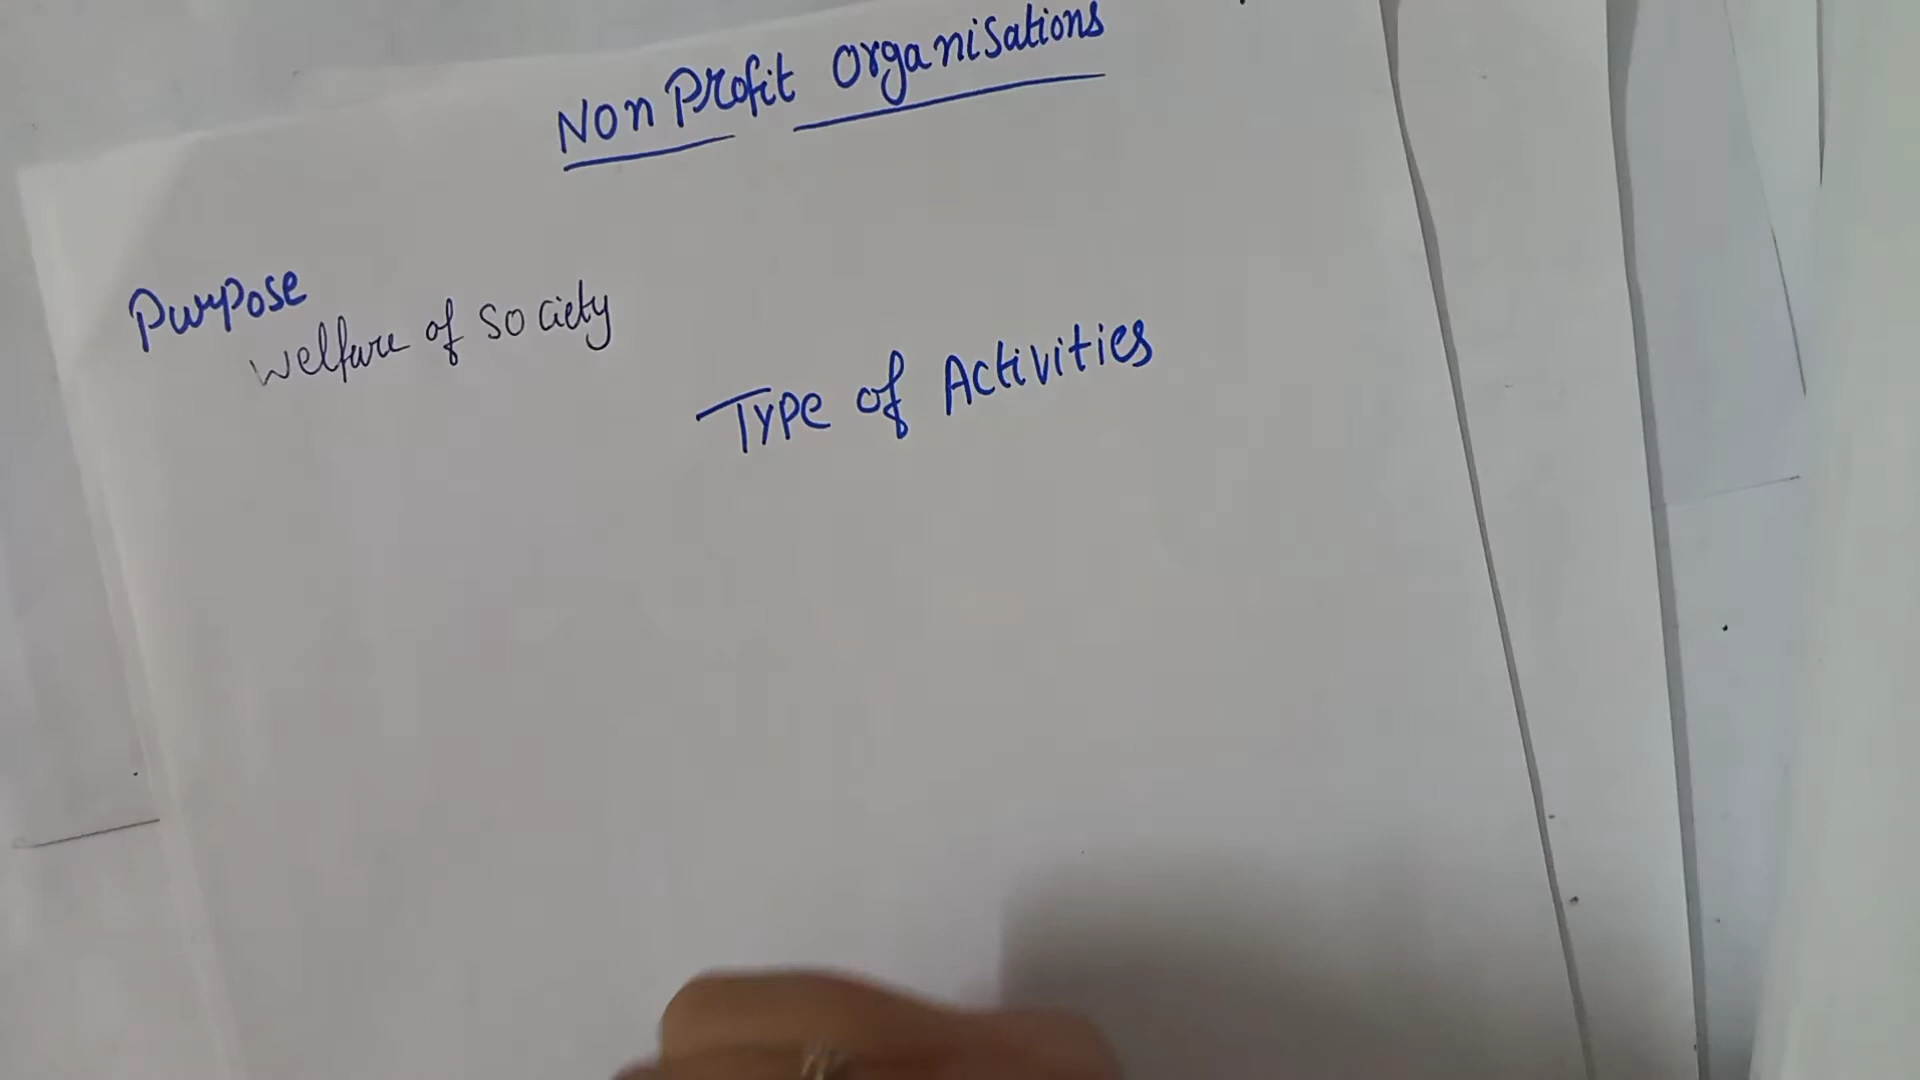 Non Profit Organisations
Purpose
welfare of society
Type of Activities